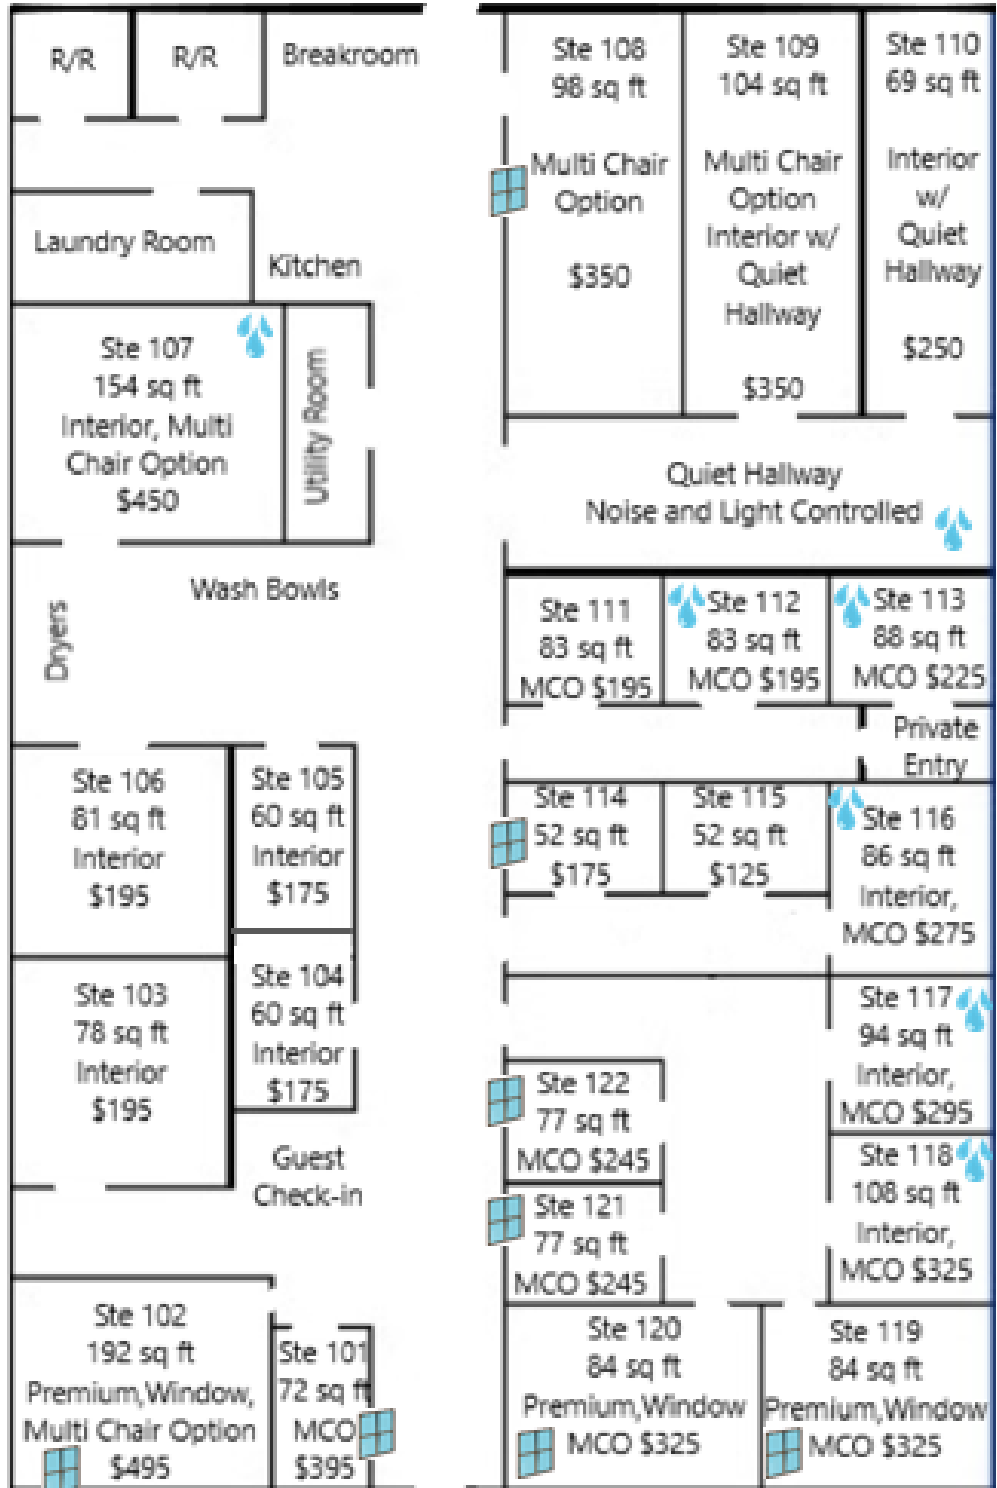 R/R
R/R
Breakroom
Laundry Room
Kitchen
Ste 107
154 sq ft
Interior, Multi
Chair Option
$450
Utility Room
Wash Bowls
Dryers
Ste 106
81 sq ft
Interior
$195
Ste 105
60 sq ft
Interior
$175
Ste 103
78 sq ft
Interior
$195
Ste 104
60 sq ft
Interior
$175
Guest
Check-in
Ste 102
192 sq ft
Premium,Window,
Multi Chair Option
$495
Ste 101
72 sq ft
MCO
$395
Ste 108
98 sq ft
Multi Chair
Option
$350
Ste 109
104 sq ft
Multi Chair
Option
Interior w/
Quiet
Hallway
$350
Ste 110
69 sq ft
Interior
w/
Quiet
Hallway
$250
Quiet Hallway
Noise and Light Controlled
Ste 111
83 sq ft
MCO $195
Ste 112
83 sq ft
MCO $195
Ste 113
88 sq ft
MCO $225
Private
Entry
Ste 114
52 sq ft
$175
Ste 115
52 sq ft
$125
Ste 116
86 sq ft
Interior,
MCO $275
Ste 117
94 sq ft
Interior,
MCO $295
Ste 122
77 sq ft
MCO $245
Ste 118
108 sq ft
Interior,
MCO $325
Ste 121
77 sq ft
MCO $245
Ste 120
84 sq ft
Premium,Window
MCO $325
Ste 119
84 sq ft
Premium,Window
MCO $325